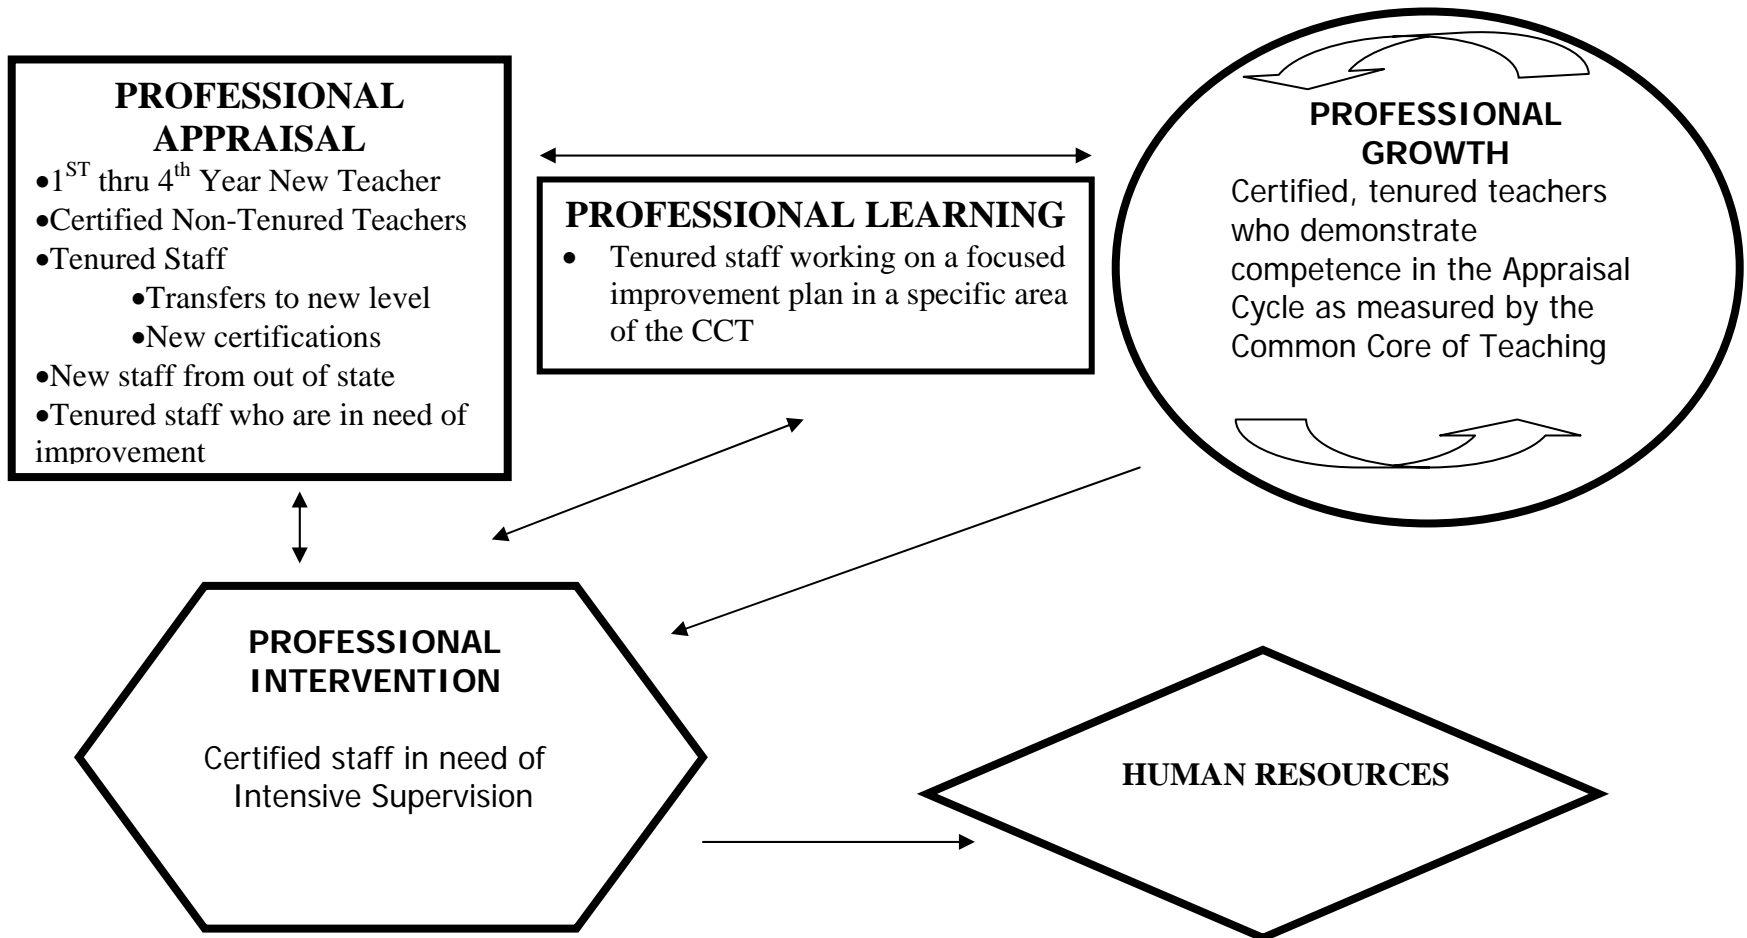 PROFESSIONAL
APPRAISAL
•1ST thru 4th Year New Teacher
•Certified Non-Tenured Teachers
•Tenured Staff
•Transfers to new level
•New certifications
•New staff from out of state
•Tenured staff who are in need of
improvement
PROFESSIONAL LEARNING
• Tenured staff working on a focused
improvement plan in a specific area
of the CCT
PROFESSIONAL
GROWTH
Certified, tenured teachers
who demonstrate
competence in the Appraisal
Cycle as measured by the
Common Core of Teaching
PROFESSIONAL
INTERVENTION
Certified staff in need of
Intensive Supervision
HUMAN RESOURCES